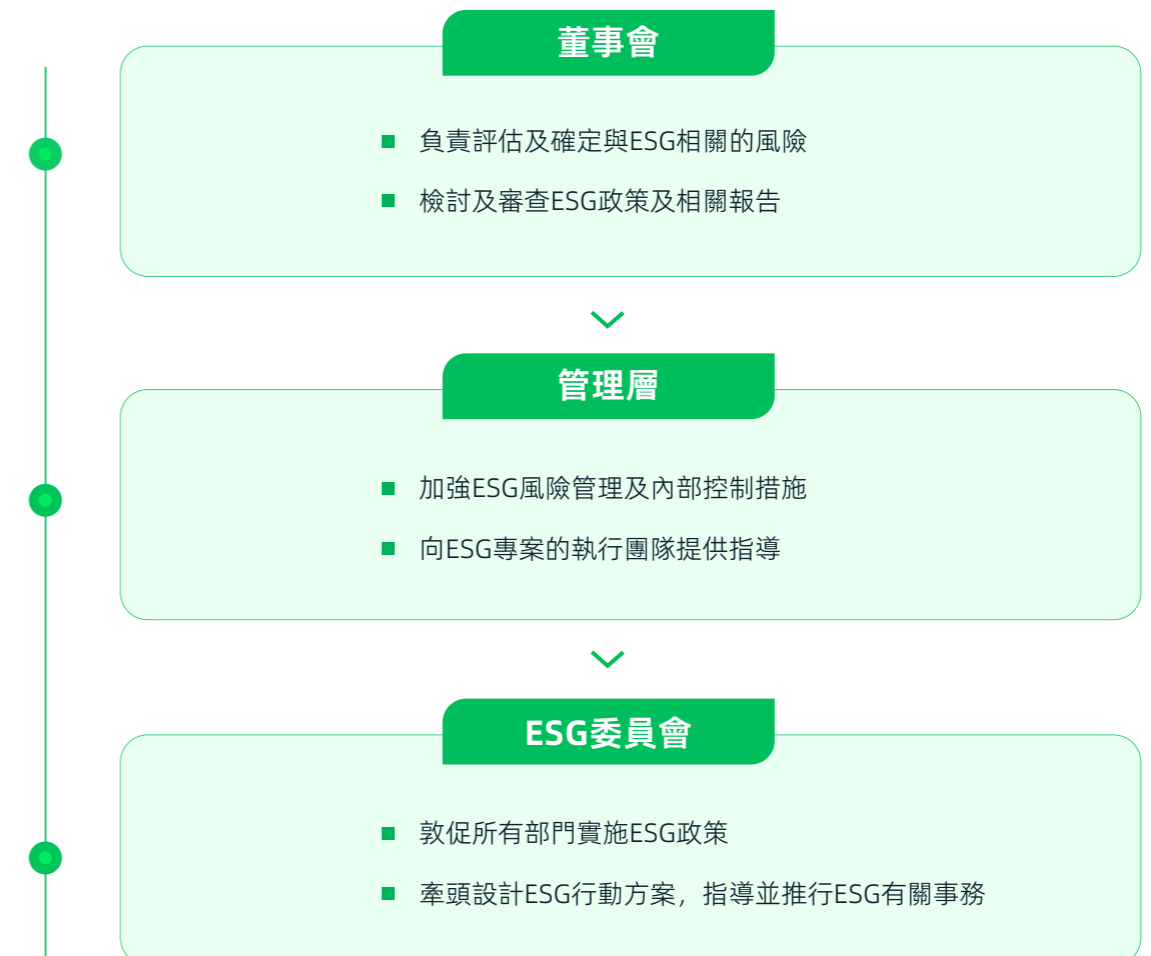 董事會
負責評估及確定與ESG相關的風險
檢討及審查ESG政策及相關報告
管理層
加強ESG風險管理及內部控制措施
向ESG專案的執行團隊提供指導
ESG委員會
敦促所有部門實施ESG政策
牽頭設計ESG行動方案，指導並推行ESG有關事務